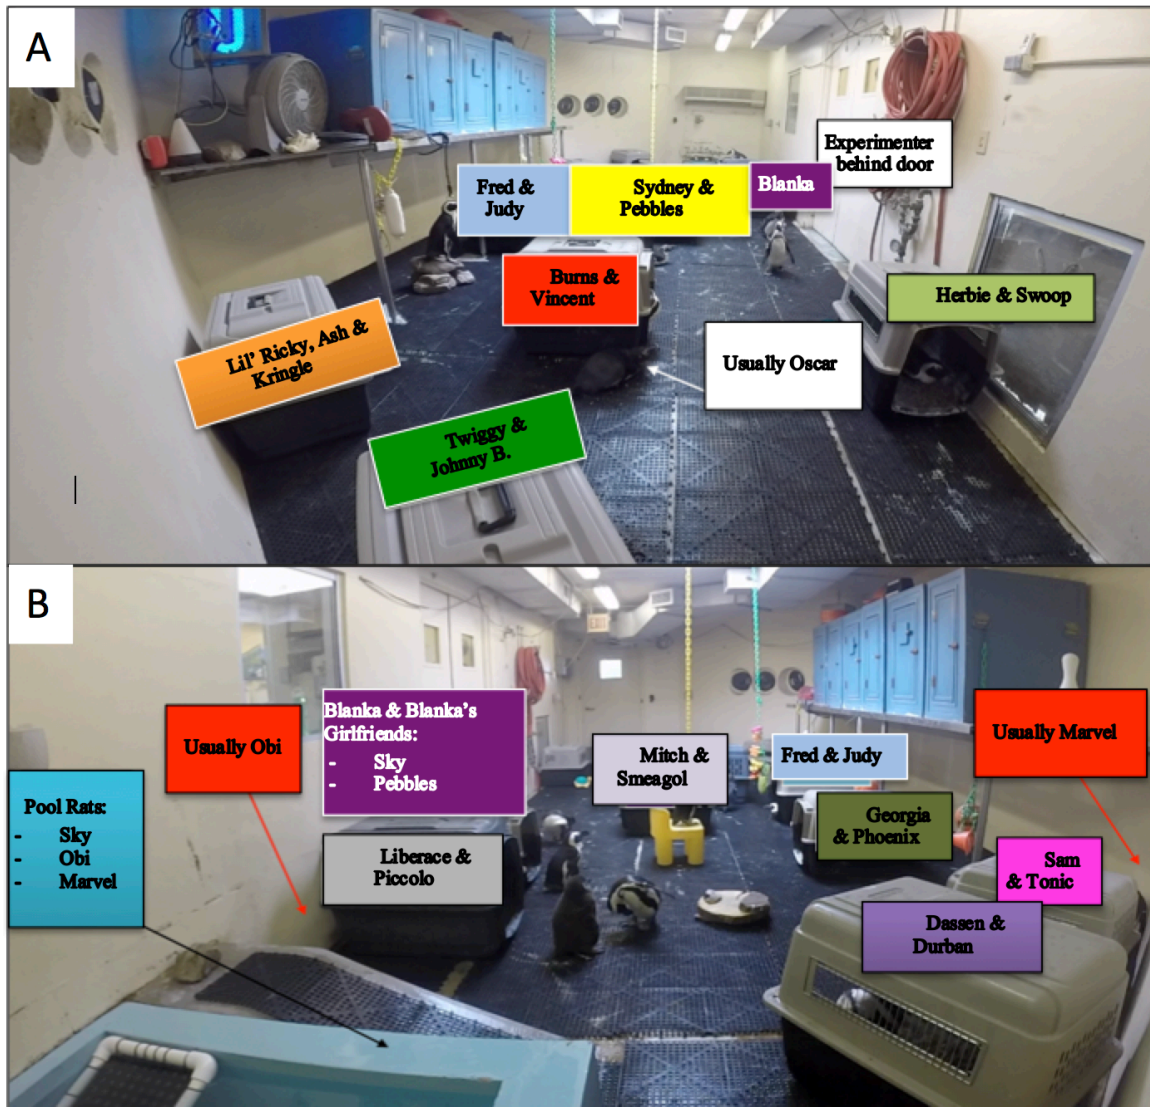 A
Experimenter
behind door
Fred &
Judy
Sydney &
Pebbles
Blanka
Burns &
Vincent
Herbie & Swoop
Lil' Ricky, Ash &
Kringle
Usually Oscar
Twiggy &
Johnny B.
B
EXIT
Usually Obi
Blanka & Blanka's
Girlfriends:
- Sky
- Pebbles
Mitch &
Smeagol
Fred & Judy
Usually Marvel
Pool Rats:
- Sky
- Obi
- Marvel
Liberace &
Piccolo
Georgia
& Phoenix
Sam
& Tonic
Dassen &
Durban